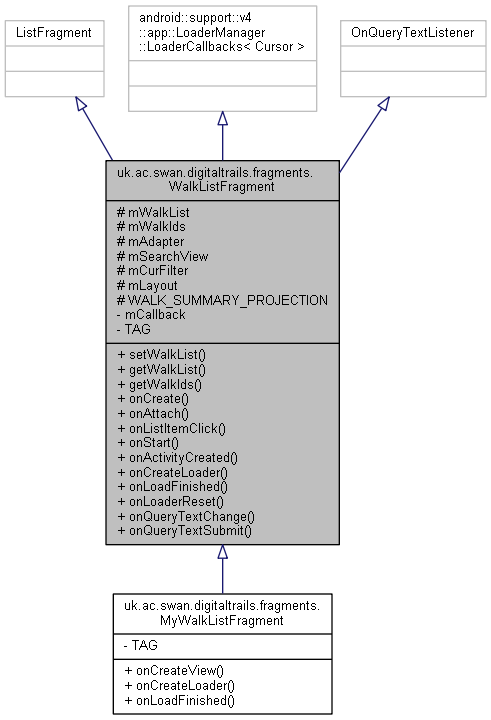 ListFragment
android::support::v4
::app::LoaderManager
::LoaderCallbacks< Cursor >
OnQueryTextListener
uk.ac.swan.digitaltrails.fragments.
WalkListFragment
# mWalkList
# mWalkIds
# mAdapter
# mSearchView
# mCurFilter
# mLayout
# WALK_SUMMARY_PROJECTION
- mCallback
- TAG
+ setWalkList()
+ getWalkList()
+ getWalkIds()
+ onCreate()
+ onAttach()
+ onListItemClick()
+ onStart()
+ onActivityCreated()
+ onCreateLoader()
+ onLoadFinished()
+ onLoaderReset()
+ onQueryTextChange()
+ onQueryTextSubmit()
uk.ac.swan.digitaltrails.fragments.
MyWalkListFragment
- TAG
+ onCreateView()
+ onCreateLoader()
+ onLoadFinished()